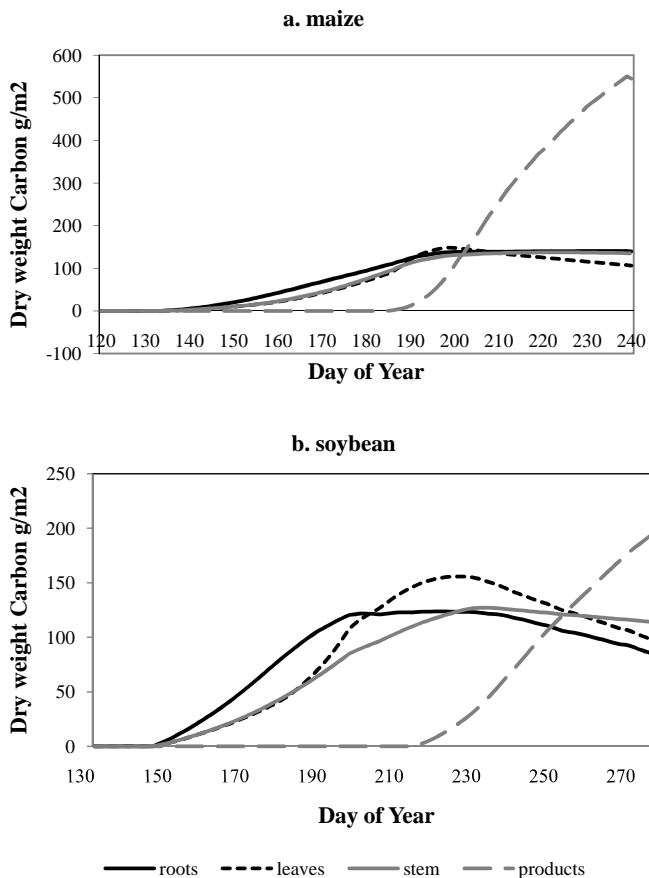 a. maize
600
500
400
300
200
100
0
-100
Dry weight Carbon g/m2
120 130 140 150 160 170 180 190 200 210 220 230 240
Day of Year
b. soybean
250
200
150
100
50
0
Dry weight Carbon g/m2
130 150 170 190 210 230 250 270
Day of Year
roots leaves stem products